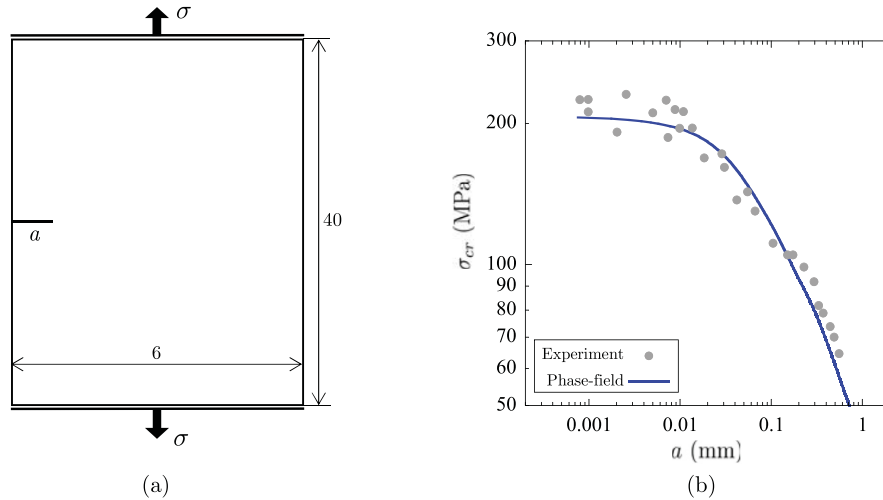 σ
a
40
6
σ
(a)
300
200
100
90
80
70
60
50
σcr (MPa)
Experiment
Phase-field
0.001
0.01
0.1
1
a (mm)
(b)